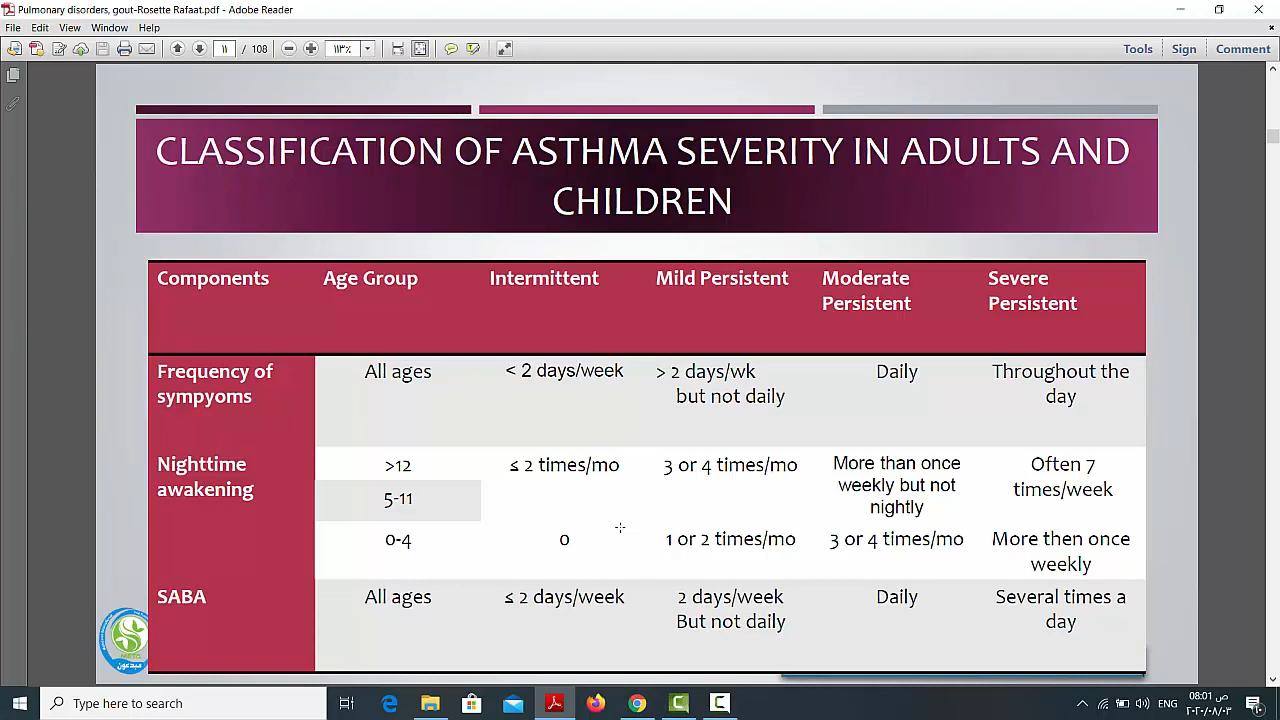 Pulmonary disorders, gout-Rosette Rafaat.pdf - Adobe Reader
File Edit View Window Help
١١ / 108 ١١٣٪ Tools Sign Comment
CLASSIFICATION OF ASTHMA SEVERITY IN ADULTS AND
CHILDREN
Components Age Group Intermittent Mild Persistent Moderate Persistent Severe Persistent
Frequency of sympyoms All ages < 2 days/week > 2 days/wk but not daily Daily Throughout the day
Nighttime awakening >12 ≤ 2 times/mo 3 or 4 times/mo More than once weekly but not nightly Often 7 times/week
5-11
0-4 0 1 or 2 times/mo 3 or 4 times/mo More then once weekly
SABA All ages ≤ 2 days/week 2 days/week But not daily Daily Several times a day
مبدعون
Type here to search
ENG
08:01 ص
٢٠٢٠/٠٨/٠٣